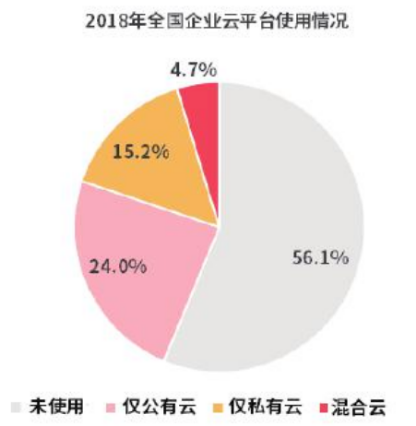 2018年全国企业云平台使用情况
4.7%
15.2%
24.0%
56.1%
未使用 仅公有云 仅私有云 混合云